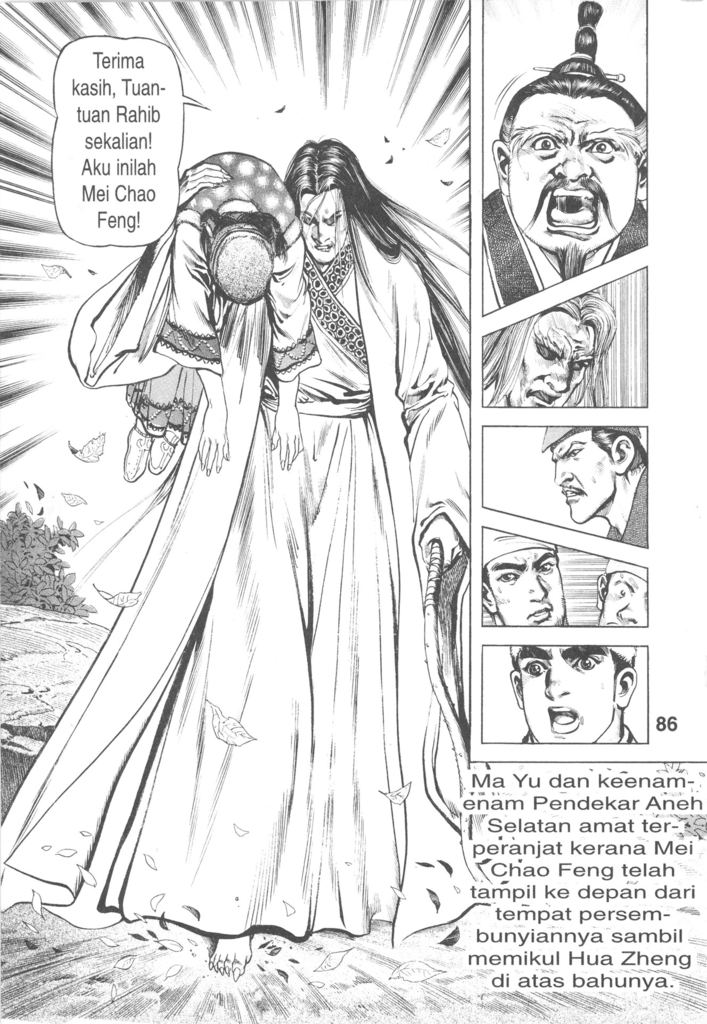 Terima
kasih, Tuan-
tuan Rahib
sekalian!
Aku inilah
Mei Chao
Feng!
86
Ma Yu dan keenam-
enam Pendekar Aneh
Selatan amat ter-
peranjat kerana Mei
Chao Feng telah
tampil ke depan dari
tempat persem-
bunyiannya sambil
memikul Hua Zheng
di atas bahunya.